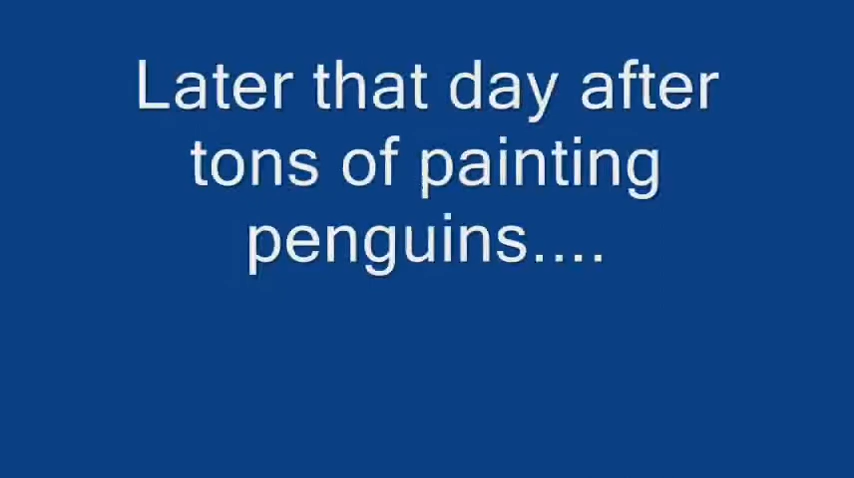 Later that day after
tons of painting
penguins....